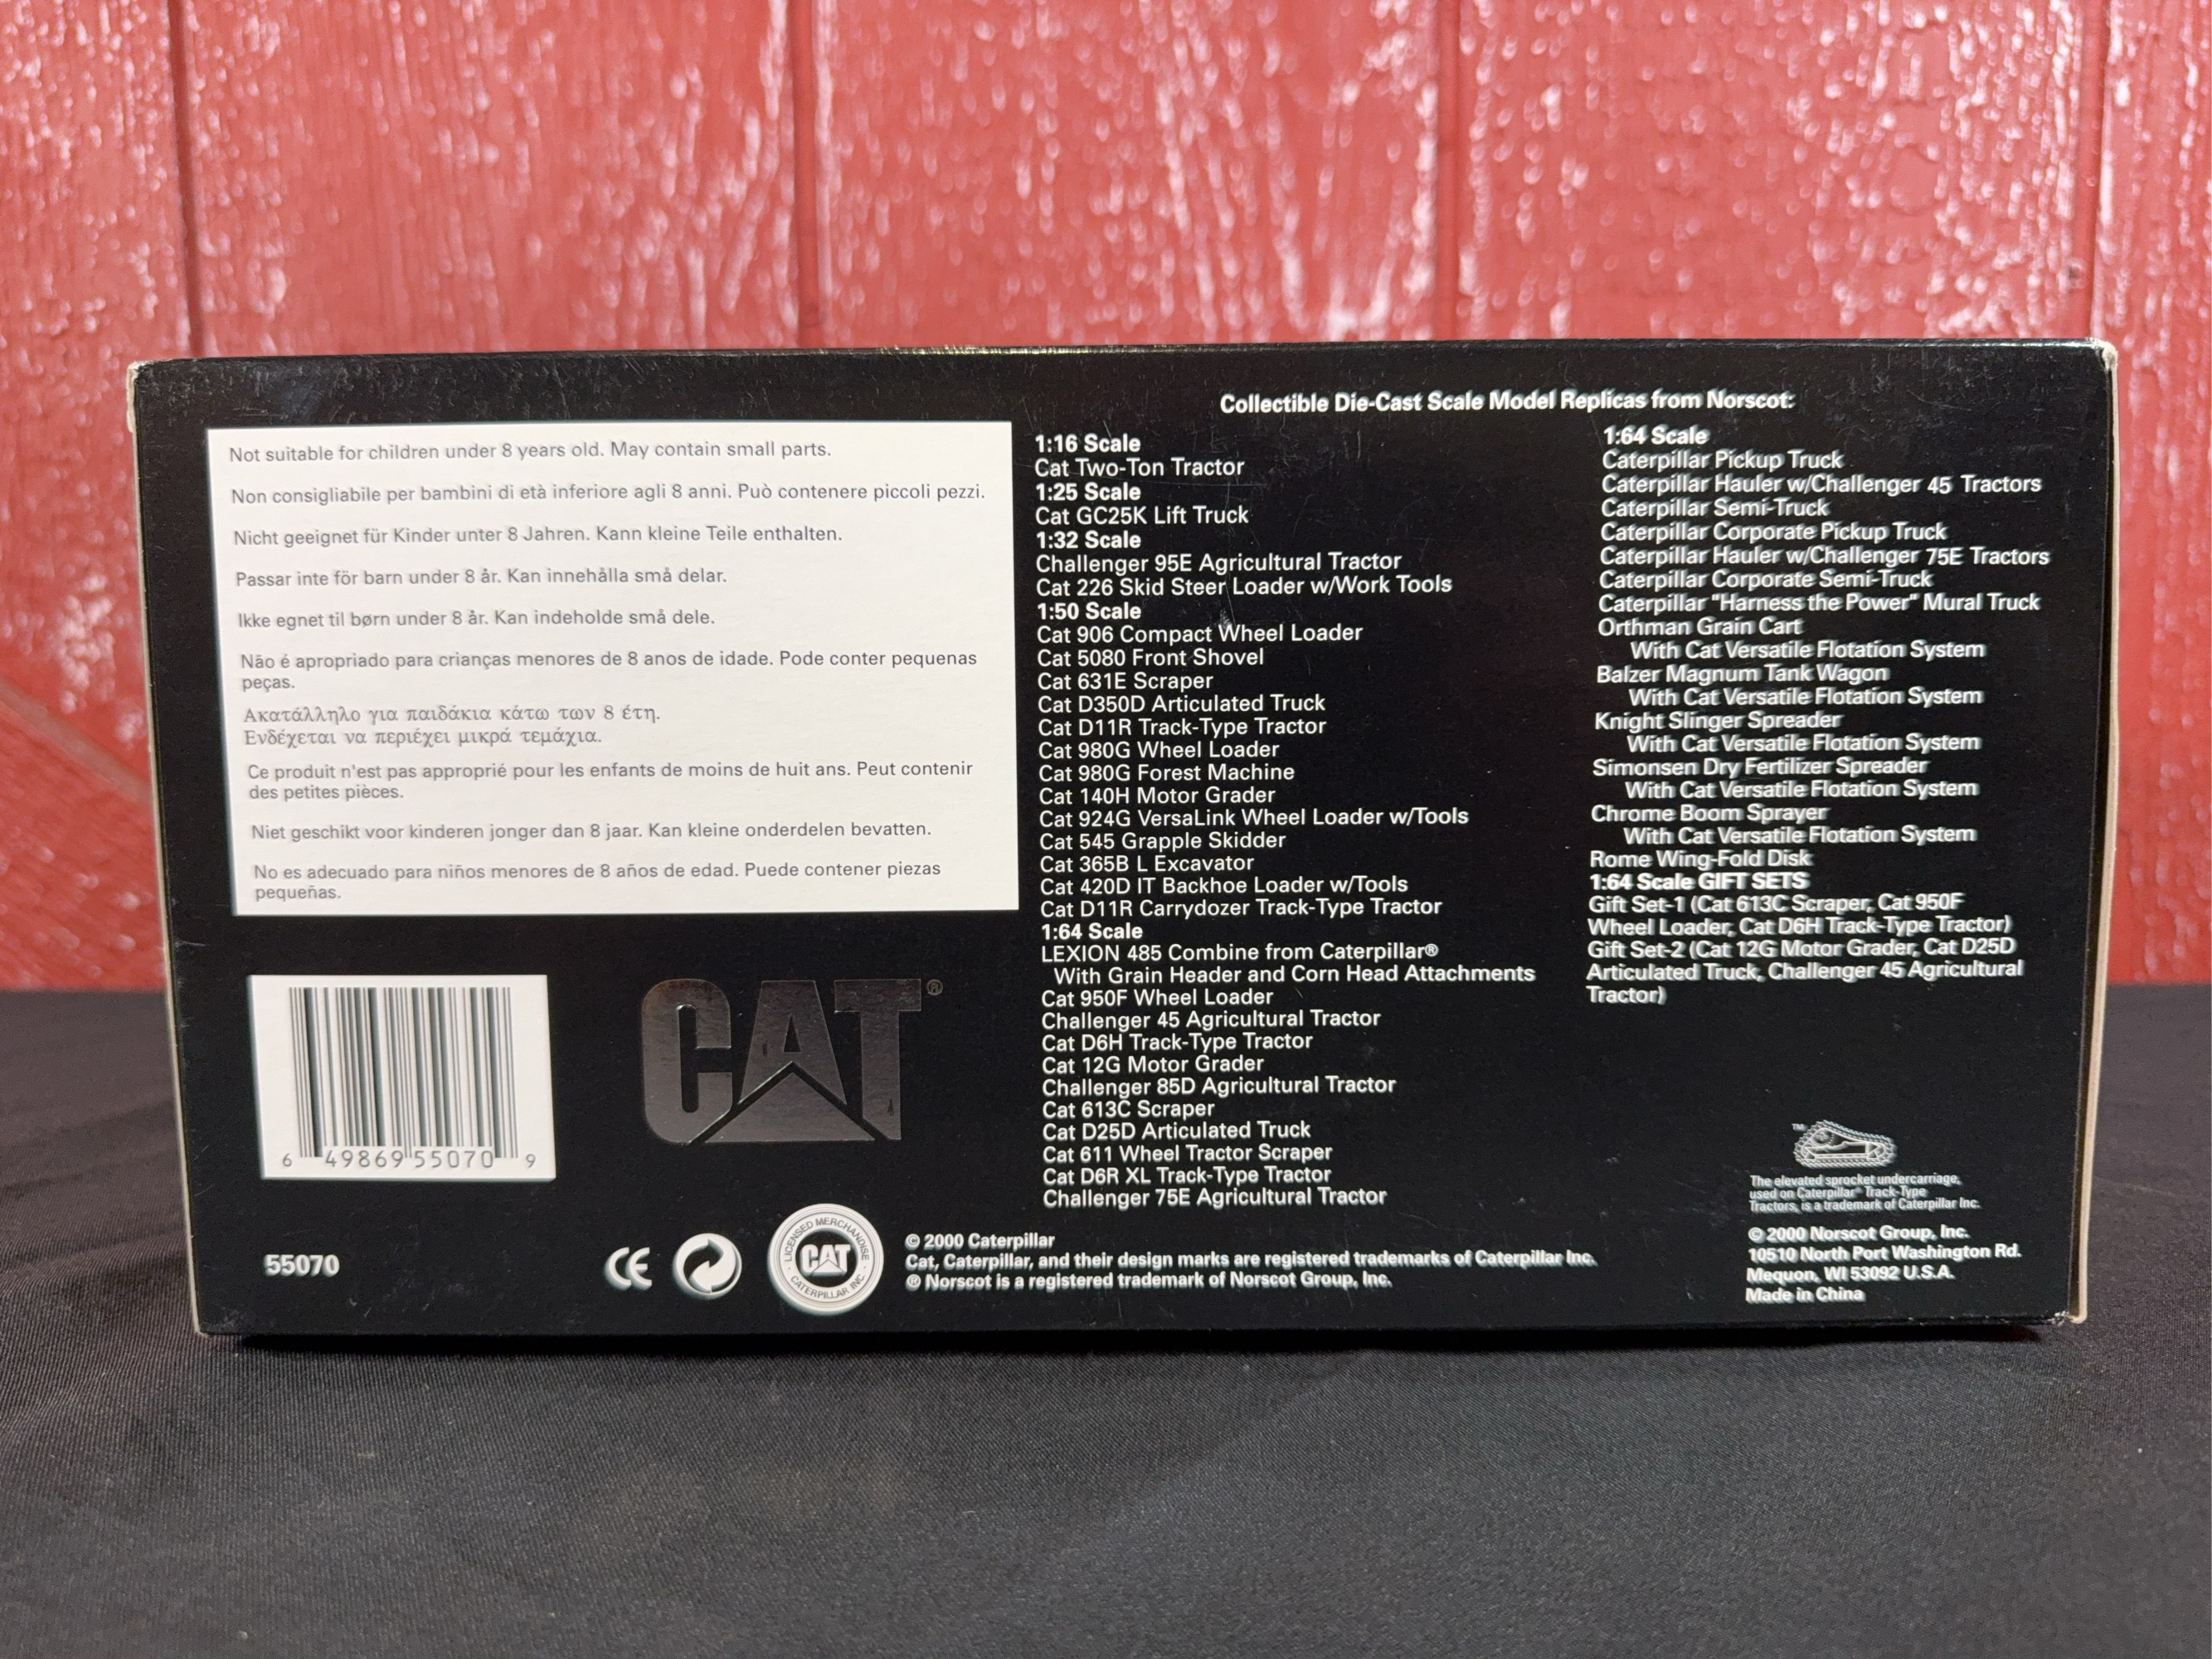 Not suitable for children under 8 years old. May contain small parts.
Non consigliabile per bambini di età inferiore agli 8 anni. Può contenere piccoli pezzi.
Nicht geeignet für Kinder unter 8 Jahren. Kann kleine Teile enthalten.
Passar inte för barn under 8 år. Kan innehålla små delar.
Ikke egnet til børn under 8 år. Kan indeholde små dele.
Não é apropriado para crianças menores de 8 anos de idade. Pode conter pequenas
peças.
Ακατάλληλο για παιδάκια κάτω των 8 έτη.
Ενδέχεται να περιέχει μικρά τεμάχια.
Ce produit n'est pas approprié pour les enfants de moins de huit ans. Peut contenir
des petites pièces.
Niet geschikt voor kinderen jonger dan 8 jaar. Kan kleine onderdelen bevatten.
No es adecuado para niños menores de 8 años de edad. Puede contener piezas
pequeñas.
6 49869 55070 9
CAT®
55070
CE
LICENSED MERCHANDISE
CAT
CATERPILLAR INC.
Collectible Die-Cast Scale Model Replicas from Norscot:
1:16 Scale
Cat Two-Ton Tractor
1:25 Scale
Cat GC25K Lift Truck
1:32 Scale
Challenger 95E Agricultural Tractor
Cat 226 Skid Steer Loader w/Work Tools
1:50 Scale
Cat 906 Compact Wheel Loader
Cat 5080 Front Shovel
Cat 631E Scraper
Cat D350D Articulated Truck
Cat D11R Track-Type Tractor
Cat 980G Wheel Loader
Cat 980G Forest Machine
Cat 140H Motor Grader
Cat 924G VersaLink Wheel Loader w/Tools
Cat 545 Grapple Skidder
Cat 365B L Excavator
Cat 420D IT Backhoe Loader w/Tools
Cat D11R Carrydozer Track-Type Tractor
1:64 Scale
LEXION 485 Combine from Caterpillar®
With Grain Header and Corn Head Attachments
Cat 950F Wheel Loader
Challenger 45 Agricultural Tractor
Cat D6H Track-Type Tractor
Cat 12G Motor Grader
Challenger 85D Agricultural Tractor
Cat 613C Scraper
Cat D25D Articulated Truck
Cat 611 Wheel Tractor Scraper
Cat D6R XL Track-Type Tractor
Challenger 75E Agricultural Tractor
1:64 Scale
Caterpillar Pickup Truck
Caterpillar Hauler w/Challenger 45 Tractors
Caterpillar Semi-Truck
Caterpillar Corporate Pickup Truck
Caterpillar Hauler w/Challenger 75E Tractors
Caterpillar Corporate Semi-Truck
Caterpillar "Harness the Power" Mural Truck
Orthman Grain Cart
With Cat Versatile Flotation System
Balzer Magnum Tank Wagon
With Cat Versatile Flotation System
Knight Slinger Spreader
With Cat Versatile Flotation System
Simonsen Dry Fertilizer Spreader
With Cat Versatile Flotation System
Chrome Boom Sprayer
With Cat Versatile Flotation System
Rome Wing-Fold Disk
1:64 Scale GIFT SETS
Gift Set-1 (Cat 613C Scraper, Cat 950F
Wheel Loader, Cat D6H Track-Type Tractor)
Gift Set-2 (Cat 12G Motor Grader, Cat D25D
Articulated Truck, Challenger 45 Agricultural
Tractor)
© 2000 Caterpillar
Cat, Caterpillar, and their design marks are registered trademarks of Caterpillar Inc.
® Norscot is a registered trademark of Norscot Group, Inc.
TM
The elevated sprocket undercarriage,
used on Caterpillar® Track-Type
Tractors, is a trademark of Caterpillar Inc.
© 2000 Norscot Group, Inc.
10510 North Port Washington Rd.
Mequon, WI 53092 U.S.A.
Made in China